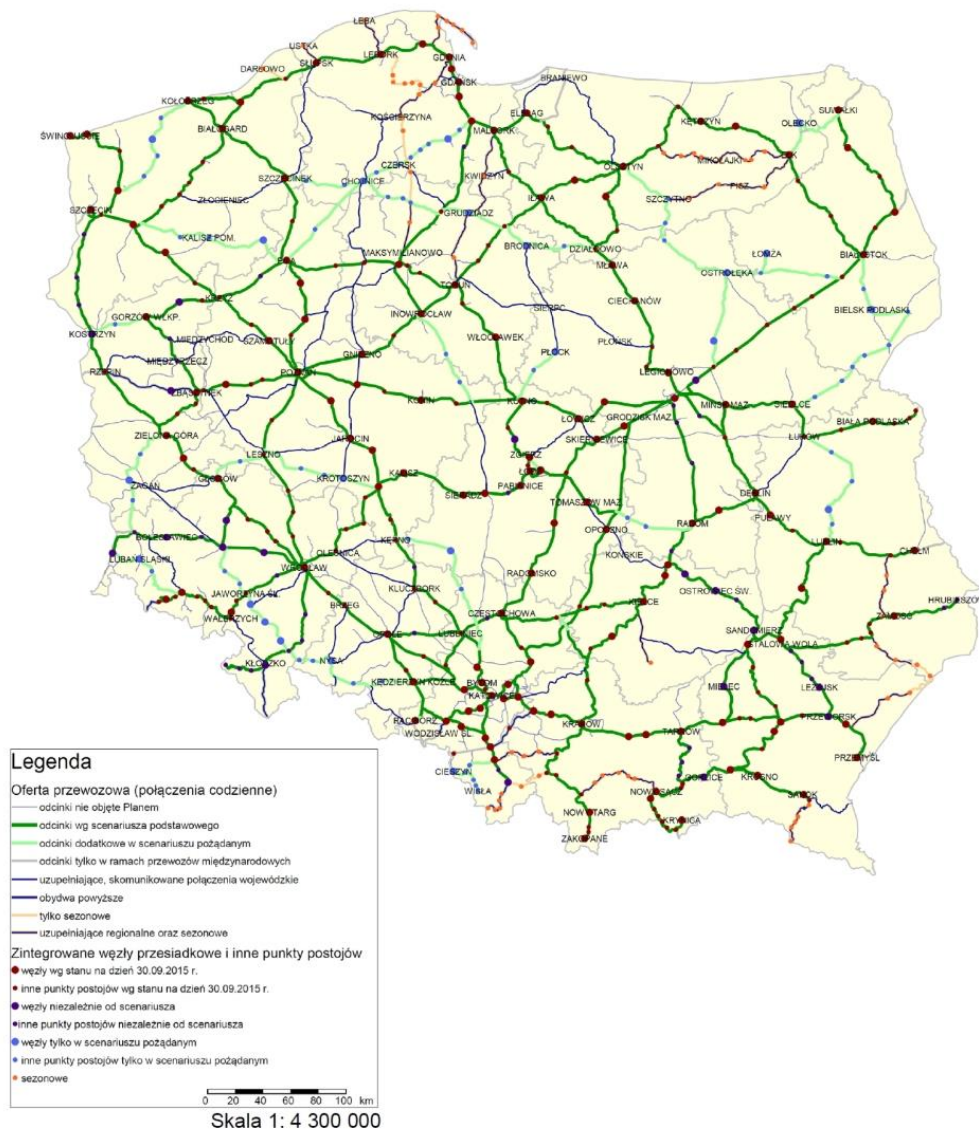 ŁEBA
USTKA
LĘBORK
GDYNIA
SŁUPSK
DARŁOWO
GDAŃSK
BRANIEWO
KOŁOBRZEG
ELBLĄG
SUWAŁKI
KOŚCIERZYNA
KĘTRZYN
OLECKO
ŚWINOUJŚCIE
BIAŁOGARD
MALBORK
EŁK
MIKOŁAJKI
CZERSK
OLSZTYN
SZCZECINEK
CHOJNICE
KWIDZYN
PISZ
ZŁOCIENIEC
IŁAWA
SZCZYTNO
SZCZECIN
GRUDZIĄDZ
KALISZ POM.
BRODNICA
DZIAŁDOWO
ŁOMŻA
MAKSYMILIANOWO
BIAŁYSTOK
PIŁA
MŁAWA
OSTROŁĘKA
TORUŃ
KRZYŻ
CIECHANÓW
SIERPC
BIELSK PODLASKI
GORZÓW WLKP.
INOWROCŁAW
KOSTRZYN
WŁOCŁAWEK
PŁOŃSK
MIĘDZYCHÓD
SZAMOTUŁY
PŁOCK
GNIEZNO
MIĘDZYRZECZ
RZEPIN
POZNAŃ
LEGIONOWO
ZBĄSZYNEK
KONIN
KUTNO
MIŃSK MAZ.
SIEDLCE
GRODZISK MAZ.
ŁOWICZ
BIAŁA PODLASKA
ZIELONA GÓRA
JAROCIN
SKIERNIEWICE
ŁUKÓW
LESZNO
ZGIERZ
ŻAGAŃ
GŁOGÓW
KROTOSZYN
KALISZ
ŁÓDŹ
PABIANICE
SIERADZ
DĘBLIN
TOMASZÓW MAZ.
PUŁAWY
RADOM
OPOCZNO
BOLESŁAWIEC
KĘPNO
LUBLIN
OLEŚNICA
KOŃSKIE
CHEŁM
LUBAŃ ŚLĄSKI
WROCŁAW
RADOMSKO
KLUCZBORK
OSTROWIEC ŚW.
JAWORZYNA ŚL.
BRZEG
KIELCE
HRUBIESZÓW
CZĘSTOCHOWA
WAŁBRZYCH
ZAMOŚĆ
OPOLE
LUBLINIEC
SANDOMIERZ
STALOWA WOLA
NYSA
KŁODZKO
KĘDZIERZYN KOŹLE
BYTOM
MIELEC
LEŻAJSK
KATOWICE
RACIBÓRZ
KRAKÓW
TARNÓW
PRZEWORSK
WODZISŁAW ŚL.
PRZEMYŚL
CIESZYN
GORLICE
KROSNO
WISŁA
NOWY SĄCZ
SANOK
NOWY TARG
KRYNICA
ZAKOPANE
Legenda
Oferta przewozowa (połączenia codzienne)
odcinki nie objęte Planem
odcinki wg scenariusza podstawowego
odcinki dodatkowe w scenariuszu pożądanym
odcinki tylko w ramach przewozów międzynarodowych
uzupełniające, skomunikowane połączenia wojewódzkie
obydwa powyższe
tylko sezonowe
uzupełniające regionalne oraz sezonowe
Zintegrowane węzły przesiadkowe i inne punkty postojów
węzły wg stanu na dzień 30.09.2015 r.
inne punkty postojów wg stanu na dzień 30.09.2015 r.
węzły niezależnie od scenariusza
inne punkty postojów niezależnie od scenariusza
węzły tylko w scenariuszu pożądanym
inne punkty postojów tylko w scenariuszu pożądanym
sezonowe
0 20 40 60 80 100 km
Skala 1: 4 300 000